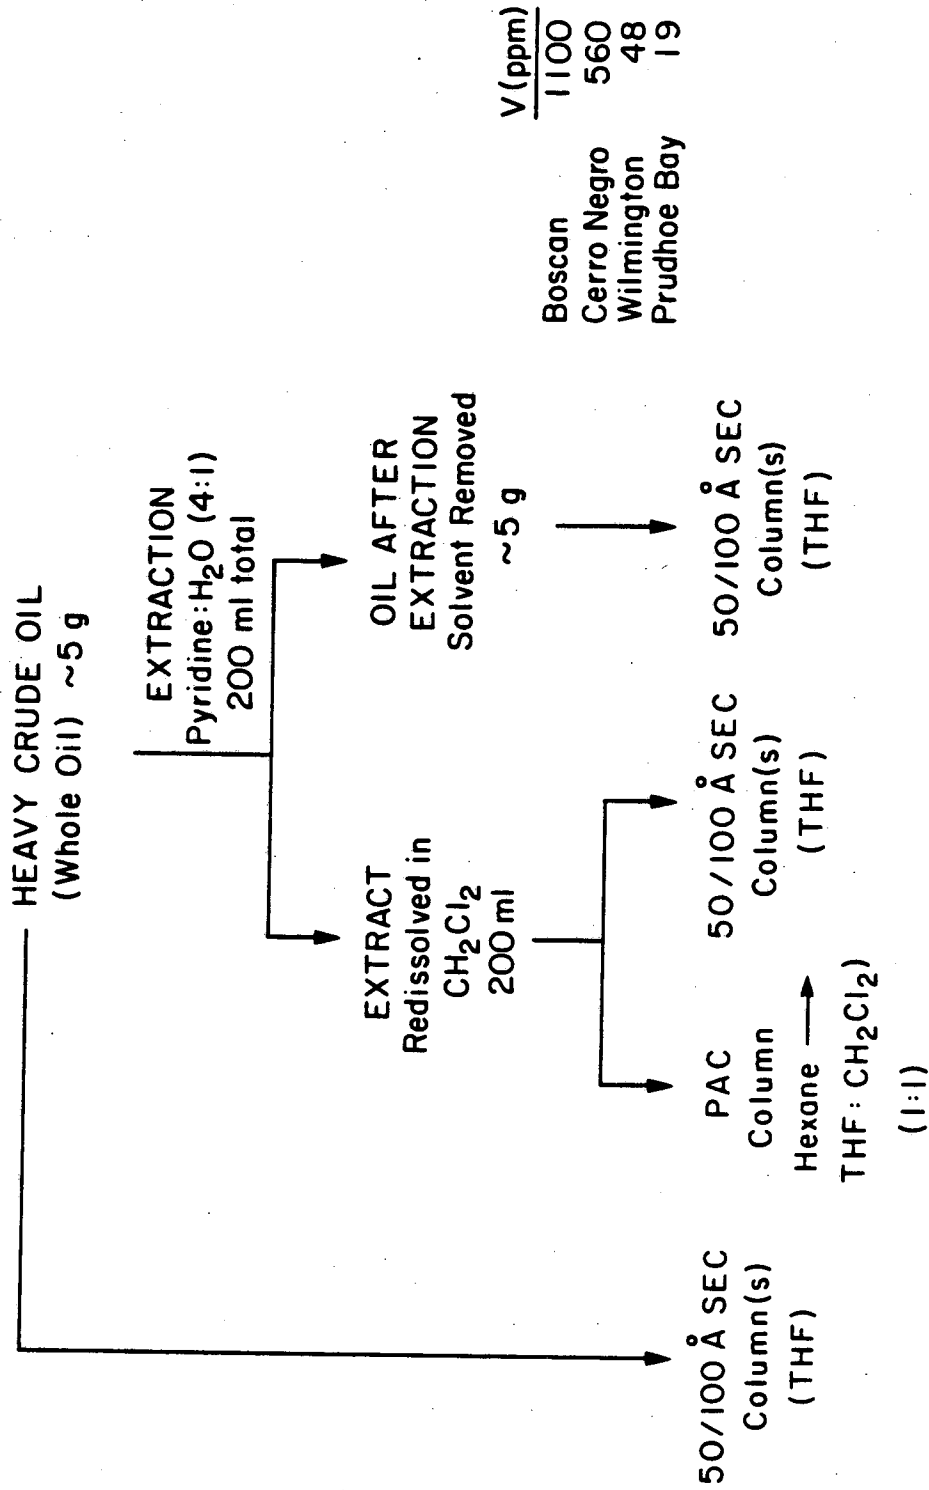 HEAVY CRUDE OIL
(Whole Oil) ~5 g
EXTRACTION
Pyridine:H₂O (4:1)
200 ml total
EXTRACT
Redissolved in
CH₂Cl₂
200 ml
OIL AFTER
EXTRACTION
Solvent Removed
~5 g
50/100 Å SEC
Column(s)
(THF)
PAC
Column
Hexane →
THF: CH₂Cl₂
(1:1)
50/100 Å SEC
Column(s)
(THF)
50/100 Å SEC
Column(s)
(THF)
V(ppm)
Boscan 1100
Cerro Negro 560
Wilmington 48
Prudhoe Bay 19